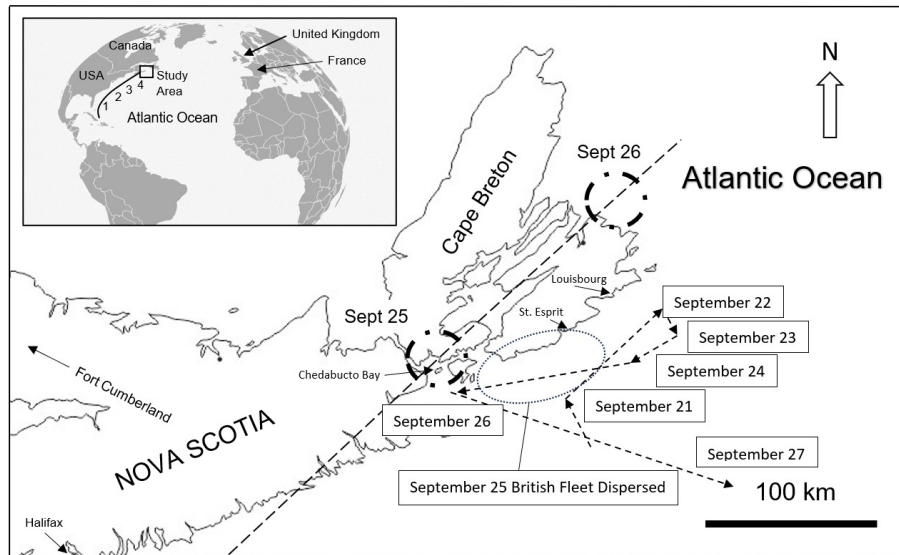 Canada
United Kingdom
France
USA
Study
Area
1
2
3
4
Atlantic Ocean
N
Sept 26
Atlantic Ocean
Cape Breton
Louisbourg
September 22
St. Esprit
Sept 25
September 23
Chedabucto Bay
September 24
Fort Cumberland
September 21
September 26
NOVA SCOTIA
September 27
September 25 British Fleet Dispersed
100 km
Halifax